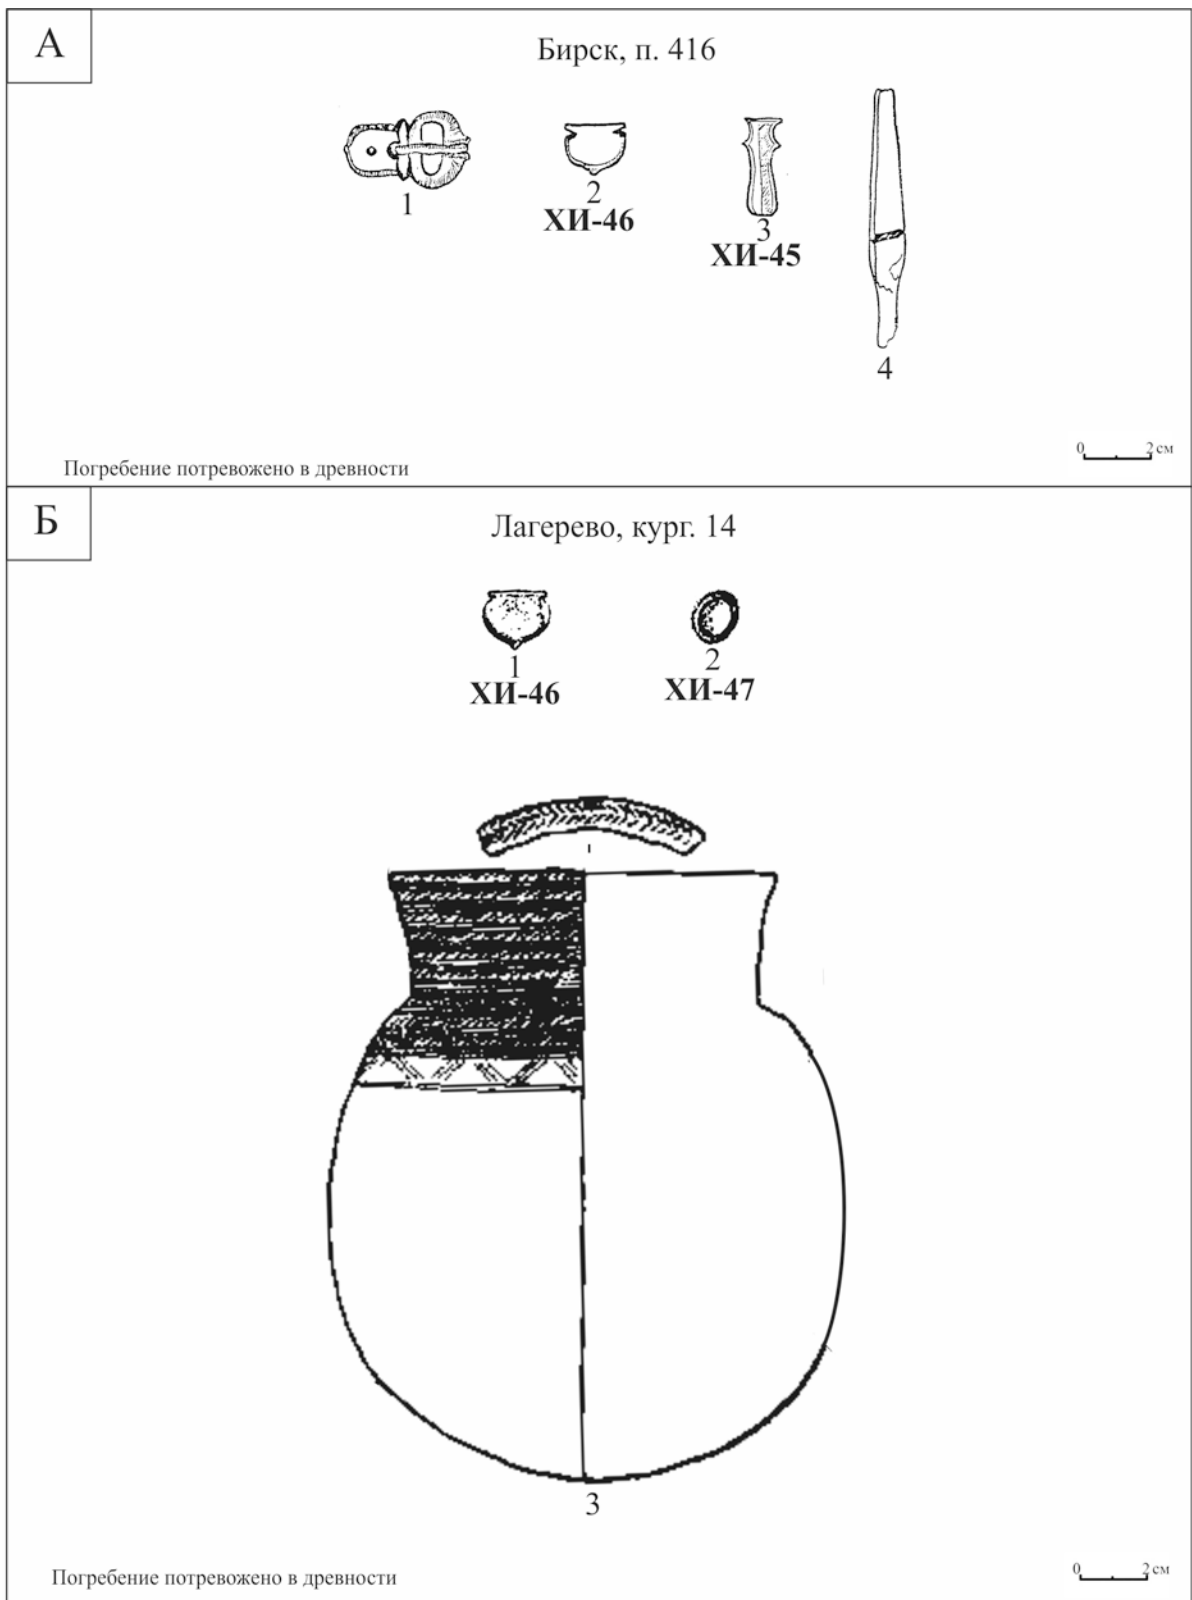 А
Бирск, п. 416
1
2
ХИ-46
3
ХИ-45
4
0 2 см
Погребение потревожено в древности
Б
Лагерево, кург. 14
1
ХИ-46
2
ХИ-47
3
0 2 см
Погребение потревожено в древности